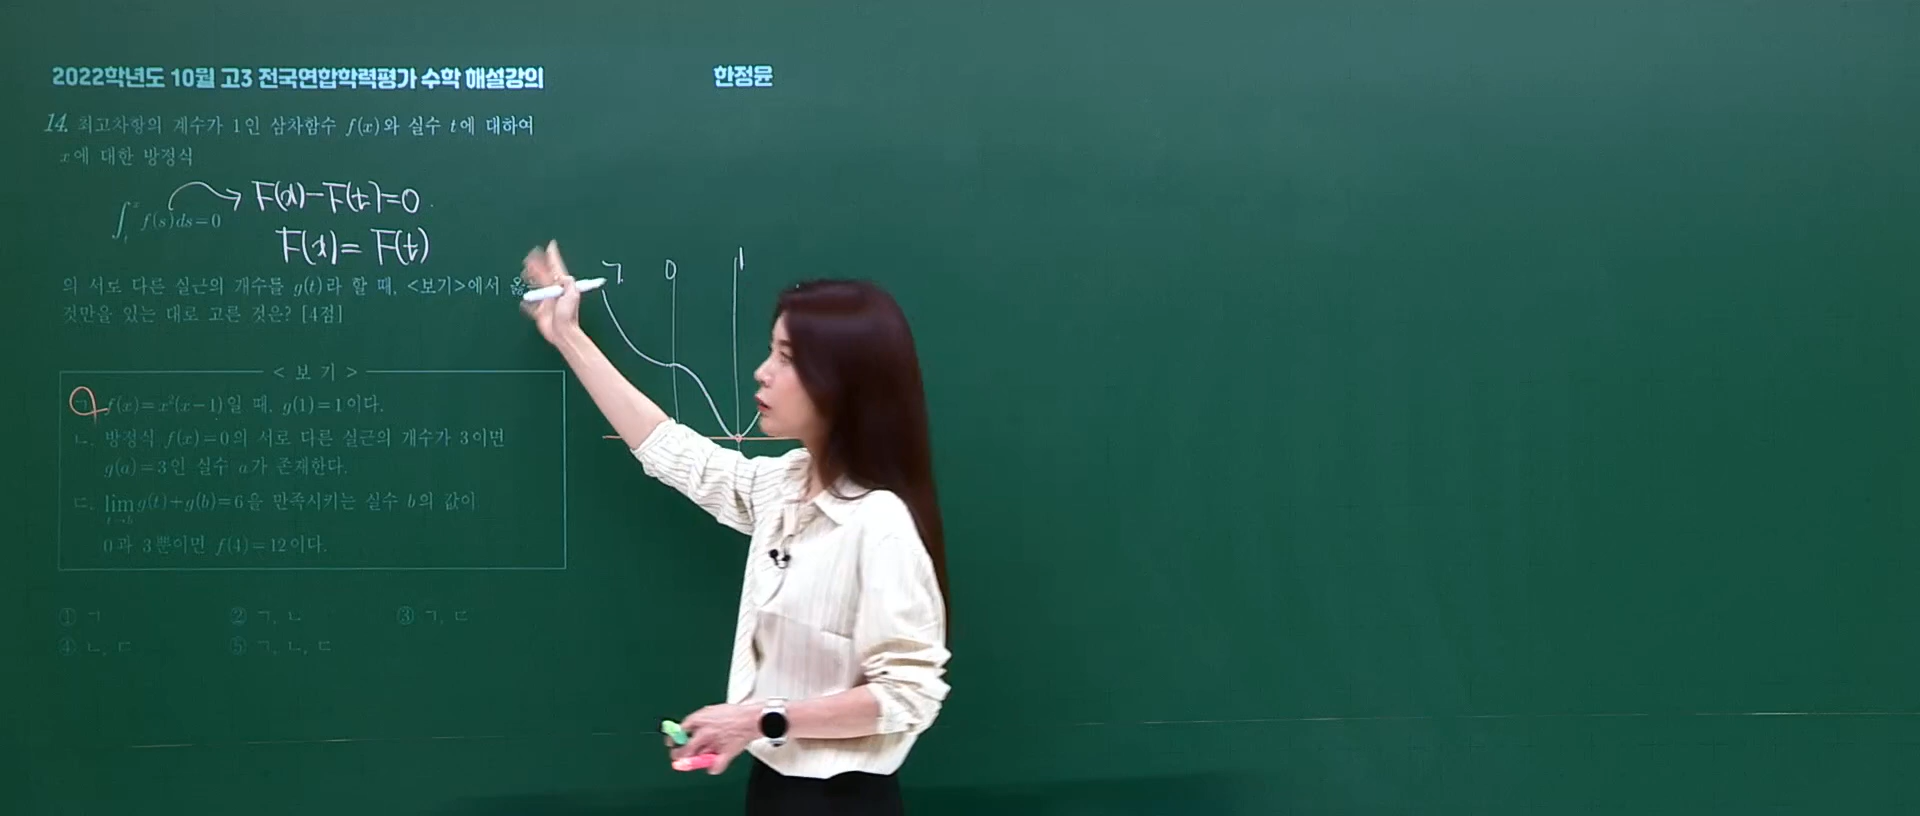 2022학년도 10월 고3 전국연합학력평가 수학 해설강의 한정윤
14. 최고차항의 계수가 1인 삼차함수 f(x)와 실수 t에 대하여
x에 대한 방정식
∫ₜˣ f(s)ds=0
F(x)-F(t)=0
F(x)=F(t)
의 서로 다른 실근의 개수를 g(t)라 할 때, <보기>에서
것만을 있는 대로 고른 것은? [4점]
ㄱ. 0 1
< 보 기 >
ㄱ. f(x)=x²(x-1)일 때, g(1)=1이다.
ㄴ. 방정식 f(x)=0의 서로 다른 실근의 개수가 3이면
g(a)=3인 실수 a가 존재한다.
ㄷ. lim g(t)+g(b)=6을 만족시키는 실수 b의 값이
t→b
0과 3뿐이면 f(4)=12이다.
① ㄱ ② ㄱ, ㄴ ③ ㄱ, ㄷ
④ ㄴ, ㄷ ⑤ ㄱ, ㄴ, ㄷ